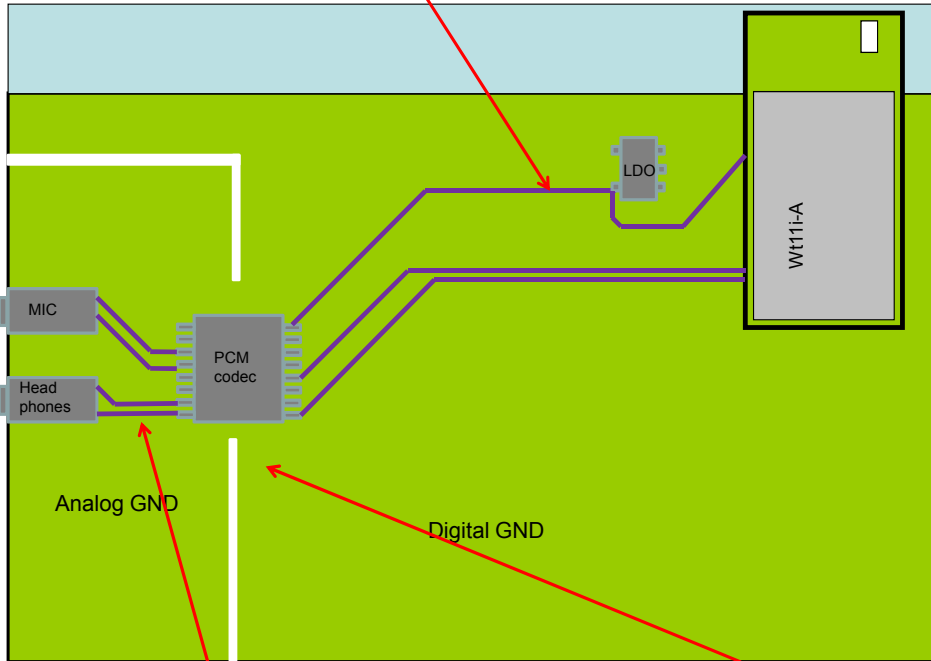 LDO
Wt11i-A
MIC
PCM
codec
Head
phones
Analog GND
Digital GND